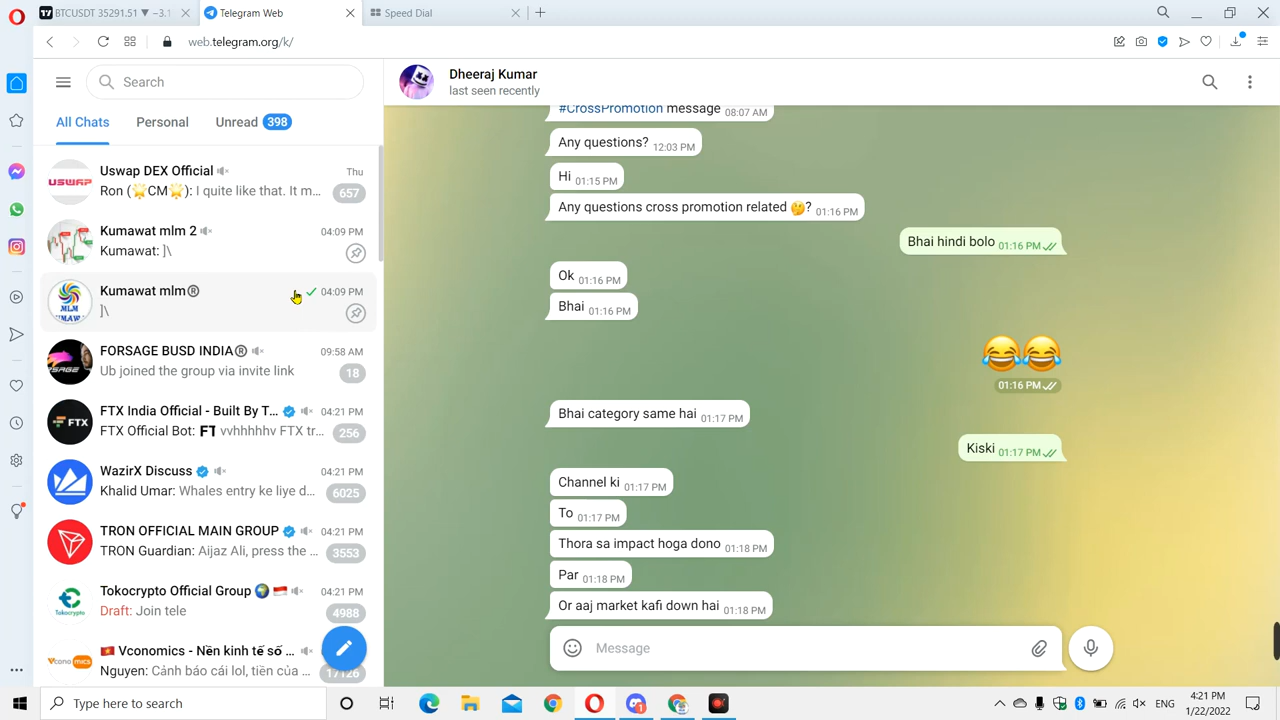 BTCUSDT 35291.51 ▼ −3.1
Telegram Web
Speed Dial
web.telegram.org/k/
Search
All Chats
Personal
Unread 398
Uswap DEX Official
Thu
Ron (🌟CM🌟): I quite like that. It m...
657
Kumawat mlm 2
04:09 PM
Kumawat: ]\
Kumawat mlm®
04:09 PM
]\
FORSAGE BUSD INDIA®
09:58 AM
Ub joined the group via invite link
18
FTX India Official - Built By T...
04:21 PM
FTX Official Bot: FT vvhhhhhv FTX tr...
256
WazirX Discuss
04:21 PM
Khalid Umar: Whales entry ke liye d...
6025
TRON OFFICIAL MAIN GROUP
04:21 PM
TRON Guardian: Aijaz Ali, press the ...
3553
Tokocrypto Official Group 🌍 🇮🇩
04:21 PM
Draft: Join tele
4988
🇻🇳 Vconomics - Nền kinh tế số ...
04:21 PM
Nguyen: Cảnh báo cái lol, tiền của ...
17126
Dheeraj Kumar
last seen recently
#CrossPromotion message 08:07 AM
Any questions? 12:03 PM
Hi 01:15 PM
Any questions cross promotion related 🤔? 01:16 PM
Bhai hindi bolo 01:16 PM
Ok 01:16 PM
Bhai 01:16 PM
😂😂
01:16 PM
Bhai category same hai 01:17 PM
Kiski 01:17 PM
Channel ki 01:17 PM
To 01:17 PM
Thora sa impact hoga dono 01:18 PM
Par 01:18 PM
Or aaj market kafi down hai 01:18 PM
Message
Type here to search
ENG
4:21 PM
1/22/2022